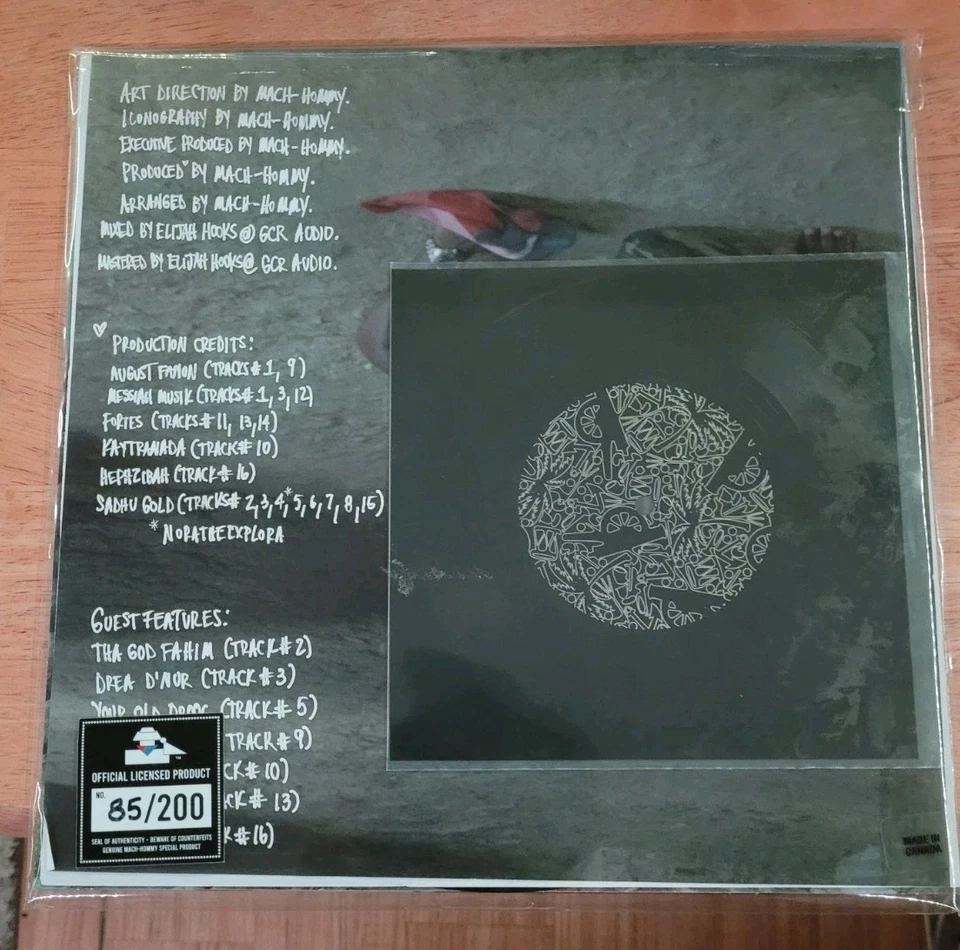 ART DIRECTION BY MACH-HOMMY.
ICONOGRAPHY BY MACH-HOMMY.
EXECUTIVE PRODUCED BY MACH-HOMMY.
PRODUCED♥ BY MACH-HOMMY.
ARRANGED BY MACH-HOMMY.
MIXED BY ELIJAH HOOKS @ GCR AUDIO.
MASTERED BY ELIJAH HOOKS@ GCR AUDIO.
♥ PRODUCTION CREDITS:
AUGUST FANON (TRACKS# 1, 9)
MESSIAH MUSIK (TRACKS# 1, 3, 12)
FORTES (TRACKS# 11, 13, 14)
KAYTRANADA (TRACK# 10)
HEPHZIBAH (TRACK# 16)
SADHU GOLD (TRACKS# 2,3,4*,5,6,7,8,15)
*NORATHEEXPLORA
GUEST FEATURES:
THA GOD FAHIM (TRACK# 2)
DREA D'NUR (TRACK# 3)
YOUR OLD DROOG (TRACK# 5)
TRACK# 9)
CK# 10)
CK# 13)
K# 16)
™
OFFICIAL LICENSED PRODUCT
NO. 85/200
SEAL OF AUTHENTICITY • BEWARE OF COUNTERFEITS
GENUINE MACH-HOMMY SPECIAL PRODUCT
MADE IN
CANADA